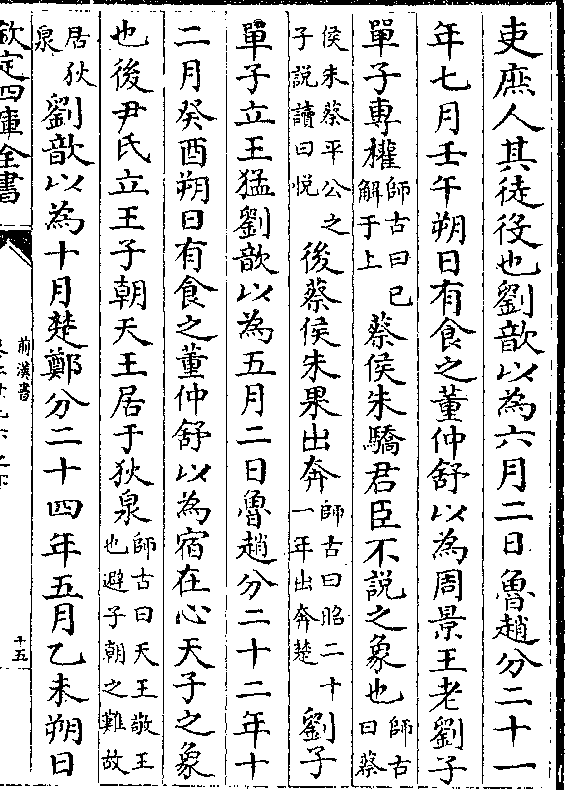 吏庶人其徒役也劉歆以為六月二日魯趙分二十一
年七月壬午朔日有食之董仲舒以為周景王老劉子
單子專權師古曰已解于上蔡侯朱驕君臣不說之象也師古曰蔡
侯朱蔡平公之子說讀曰悅後蔡侯朱果出奔師古曰昭二十一年出奔楚劉子
單子立王猛劉歆以為五月二日魯趙分二十二年十
二月癸酉朔日有食之董仲舒以為宿在心天子之象
也後尹氏立王子朝天王居于狄泉師古曰天王敬王也避子朝之難故
居狄泉劉歆以為十月楚鄭分二十四年五月乙未朔日
欽定四庫全書
前漢書
十五